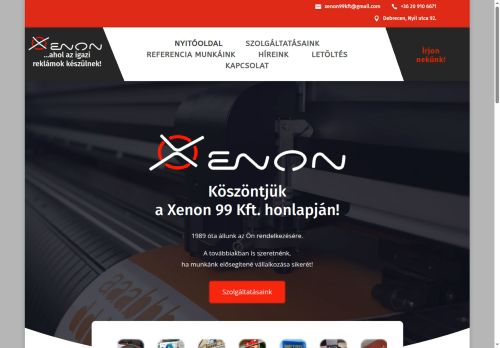 xenon99kft@gmail.com +36 20 910 6671
Debrecen, Nyíl utca 92.
XENON
...ahol az igazi
reklámok készülnek!
NYITÓOLDAL SZOLGÁLTATÁSAINK
REFERENCIA MUNKÁINK HÍREINK LETÖLTÉS
KAPCSOLAT
Írjon
nekünk!
XENON
Köszöntjük
a Xenon 99 Kft. honlapján!
1989 óta állunk az Ön rendelkezésére.
A továbbiakban is szeretnénk,
ha munkánk elősegítené vállalkozása sikerét!
Szolgáltatásaink